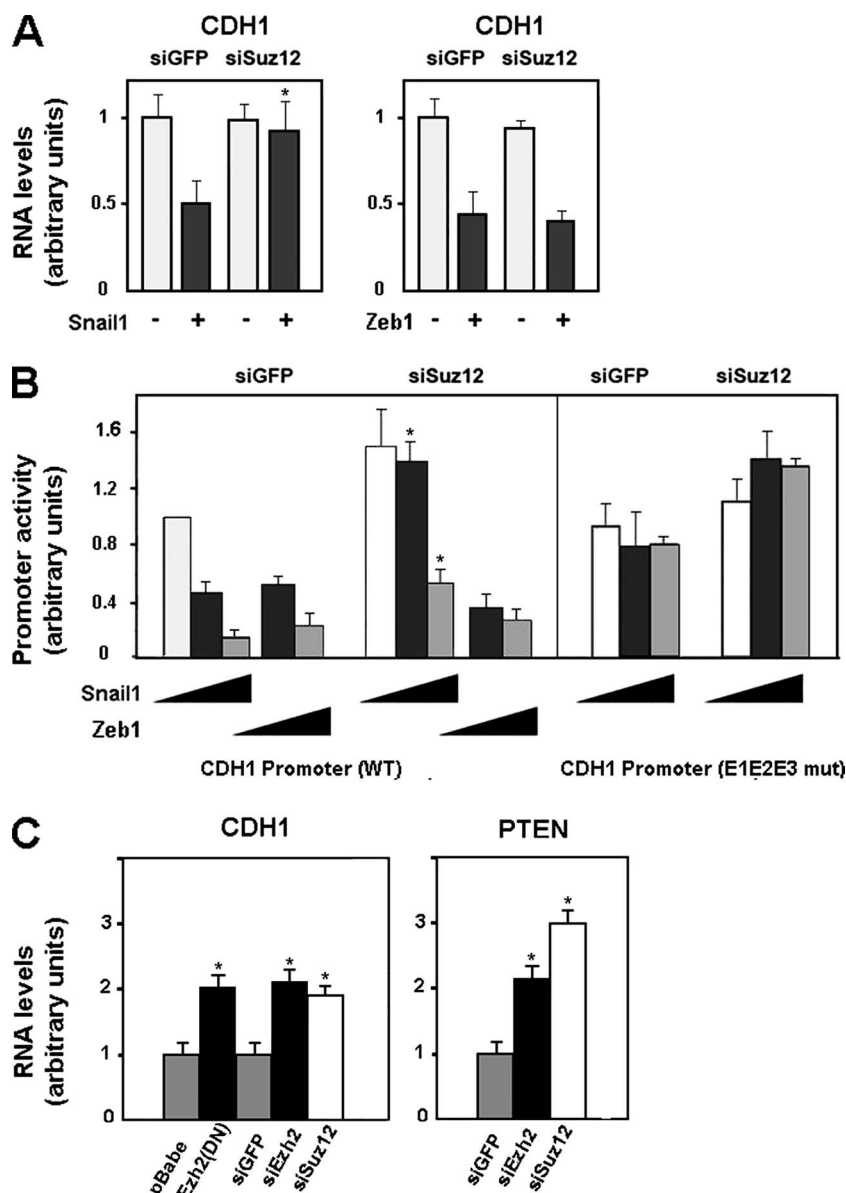 A
CDH1
CDH1
siGFP siSuz12
siGFP siSuz12
RNA levels
(arbitrary units)
1
0.5
0
*
1
0.5
0
Snail1 - + - +
Zeb1 - + - +
B
siGFP siSuz12 siGFP siSuz12
Promoter activity
(arbitrary units)
1.6
1.2
0.8
0.4
0
*
*
Snail1
Zeb1
CDH1 Promoter (WT)
CDH1 Promoter (E1E2E3 mut)
C
CDH1
PTEN
RNA levels
(arbitrary units)
3
2
1
0
* * *
pBabe
Ezh2(DN)
siGFP
siEzh2
siSuz12
3
2
1
0
* *
siGFP
siEzh2
siSuz12